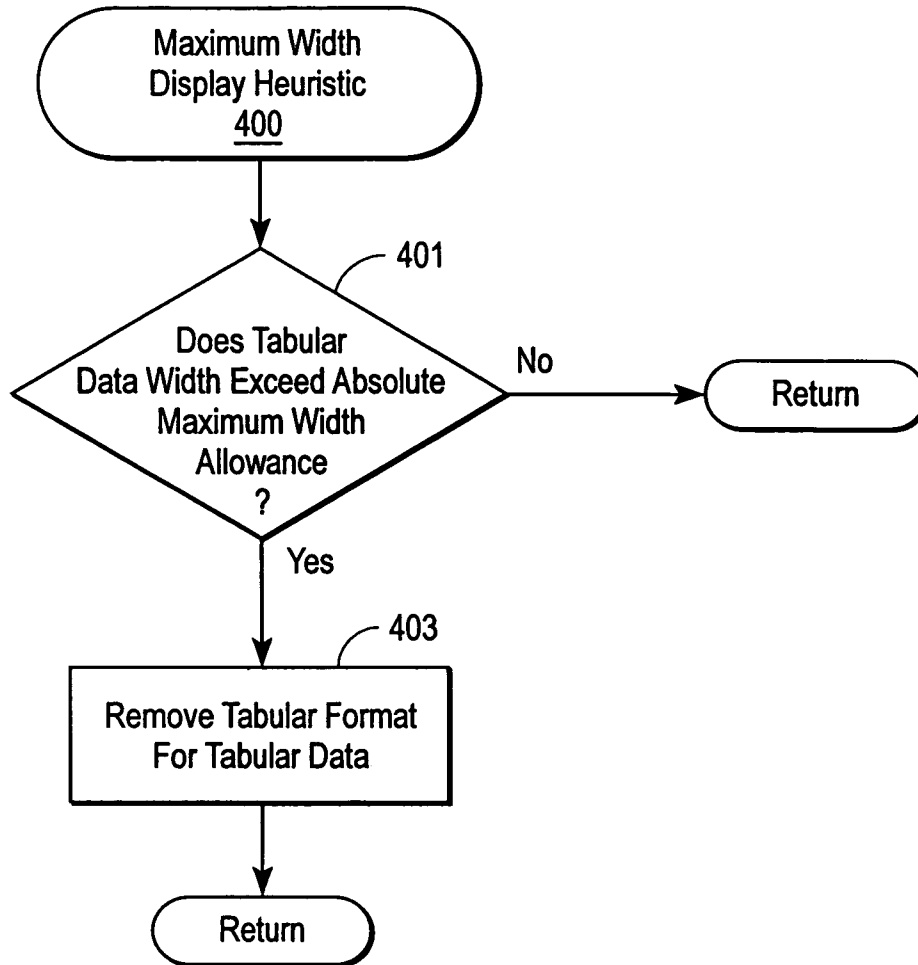 Maximum Width
Display Heuristic
400
401
Does Tabular
Data Width Exceed Absolute
Maximum Width
Allowance
?
No
Return
Yes
403
Remove Tabular Format
For Tabular Data
Return